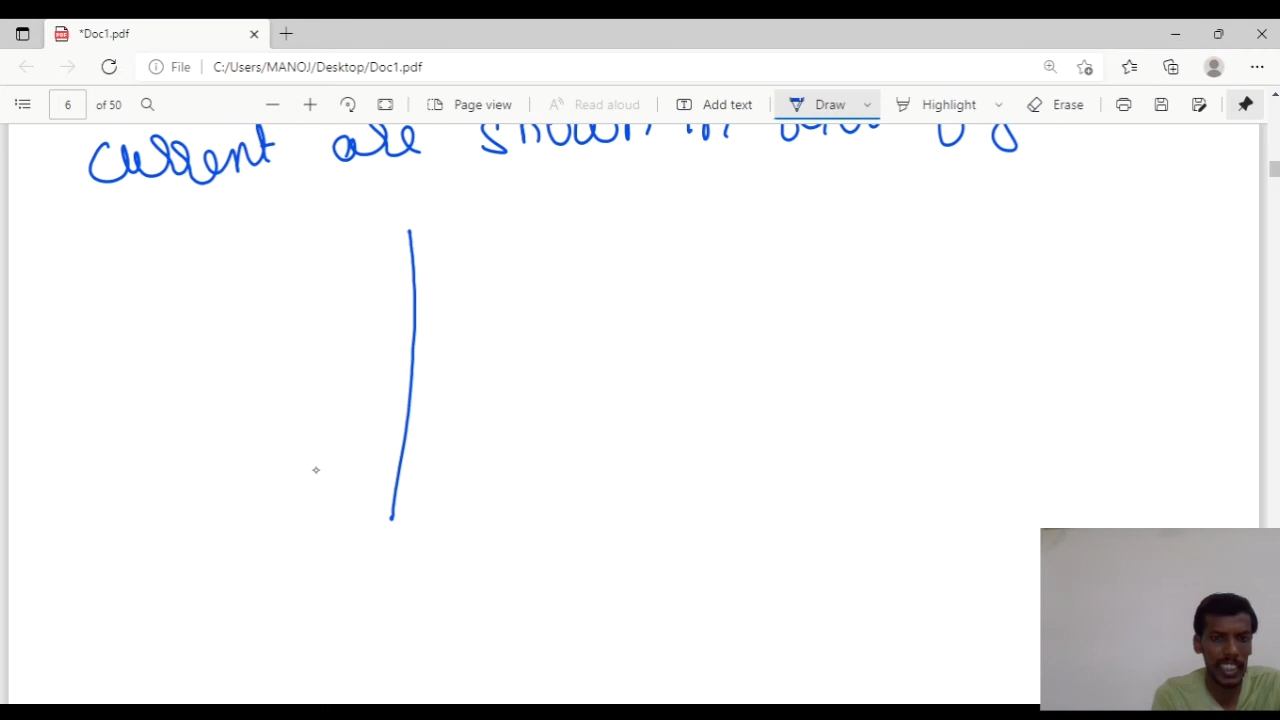 *Doc1.pdf
File C:/Users/MANOJ/Desktop/Doc1.pdf
6 of 50 Page view Read aloud Add text Draw Highlight Erase
current are shown in